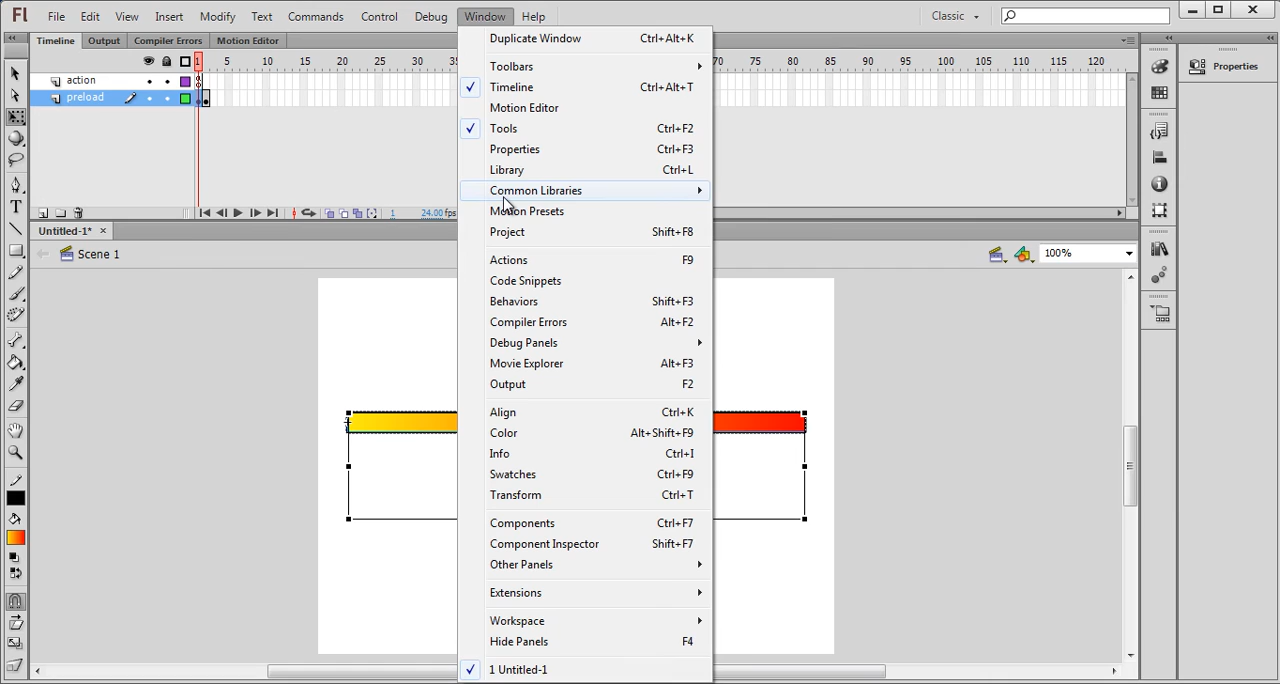 Fl File Edit View Insert Modify Text Commands Control Debug Window Help Classic
Timeline Output Compiler Errors Motion Editor
1 5 10 15 20 25 30 35 70 75 80 85 90 95 100 105 110 115 120
action
preload
1 24.00 fps
Untitled-1*
Scene 1
100%
Properties
Duplicate Window Ctrl+Alt+K
Toolbars
Timeline Ctrl+Alt+T
Motion Editor
Tools Ctrl+F2
Properties Ctrl+F3
Library Ctrl+L
Common Libraries
Motion Presets
Project Shift+F8
Actions F9
Code Snippets
Behaviors Shift+F3
Compiler Errors Alt+F2
Debug Panels
Movie Explorer Alt+F3
Output F2
Align Ctrl+K
Color Alt+Shift+F9
Info Ctrl+I
Swatches Ctrl+F9
Transform Ctrl+T
Components Ctrl+F7
Component Inspector Shift+F7
Other Panels
Extensions
Workspace
Hide Panels F4
1 Untitled-1